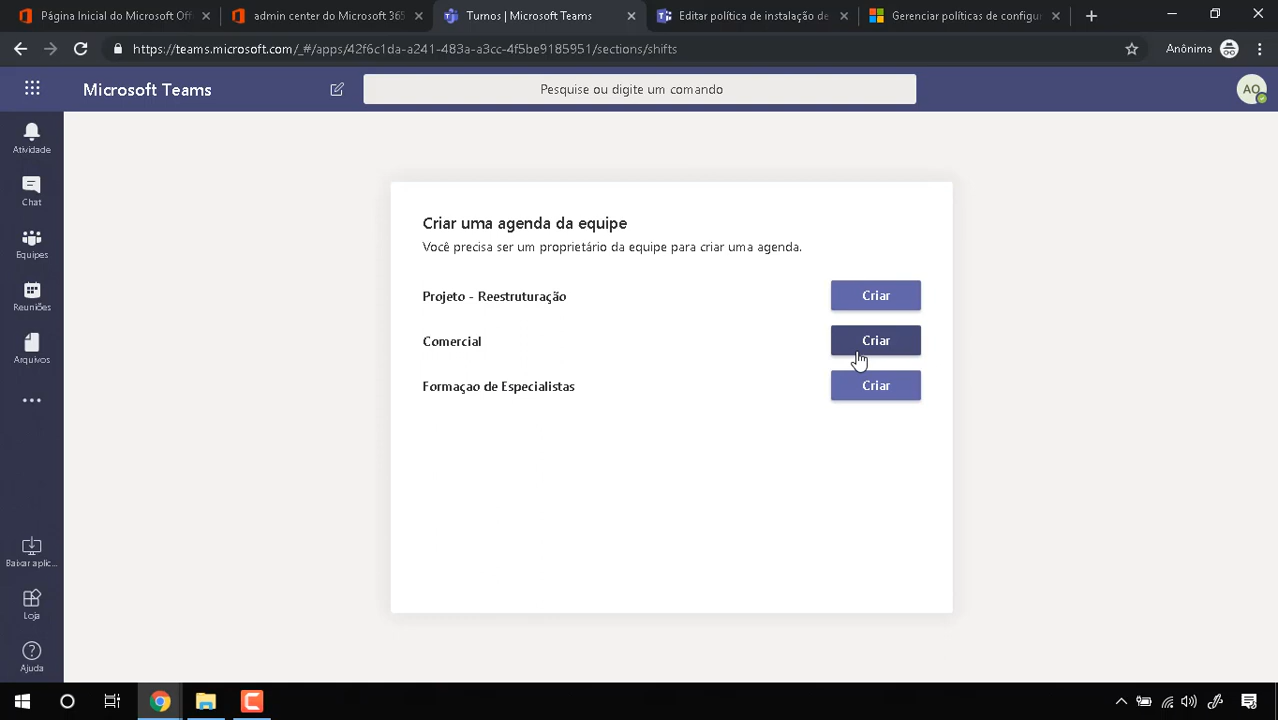 Página Inicial do Microsoft Off
admin center do Microsoft 365
Turnos | Microsoft Teams
Editar política de instalação de
Gerenciar políticas de configu
https://teams.microsoft.com/_#/apps/42f6c1da-a241-483a-a3cc-4f5be9185951/sections/shifts
Anônima
Microsoft Teams
Pesquise ou digite um comando
AO
Atividade
Chat
Equipes
Reuniões
Arquivos
Baixar aplic...
Loja
Ajuda
Criar uma agenda da equipe
Você precisa ser um proprietário da equipe para criar uma agenda.
Projeto - Reestruturação
Criar
Comercial
Criar
Formaçao de Especialistas
Criar